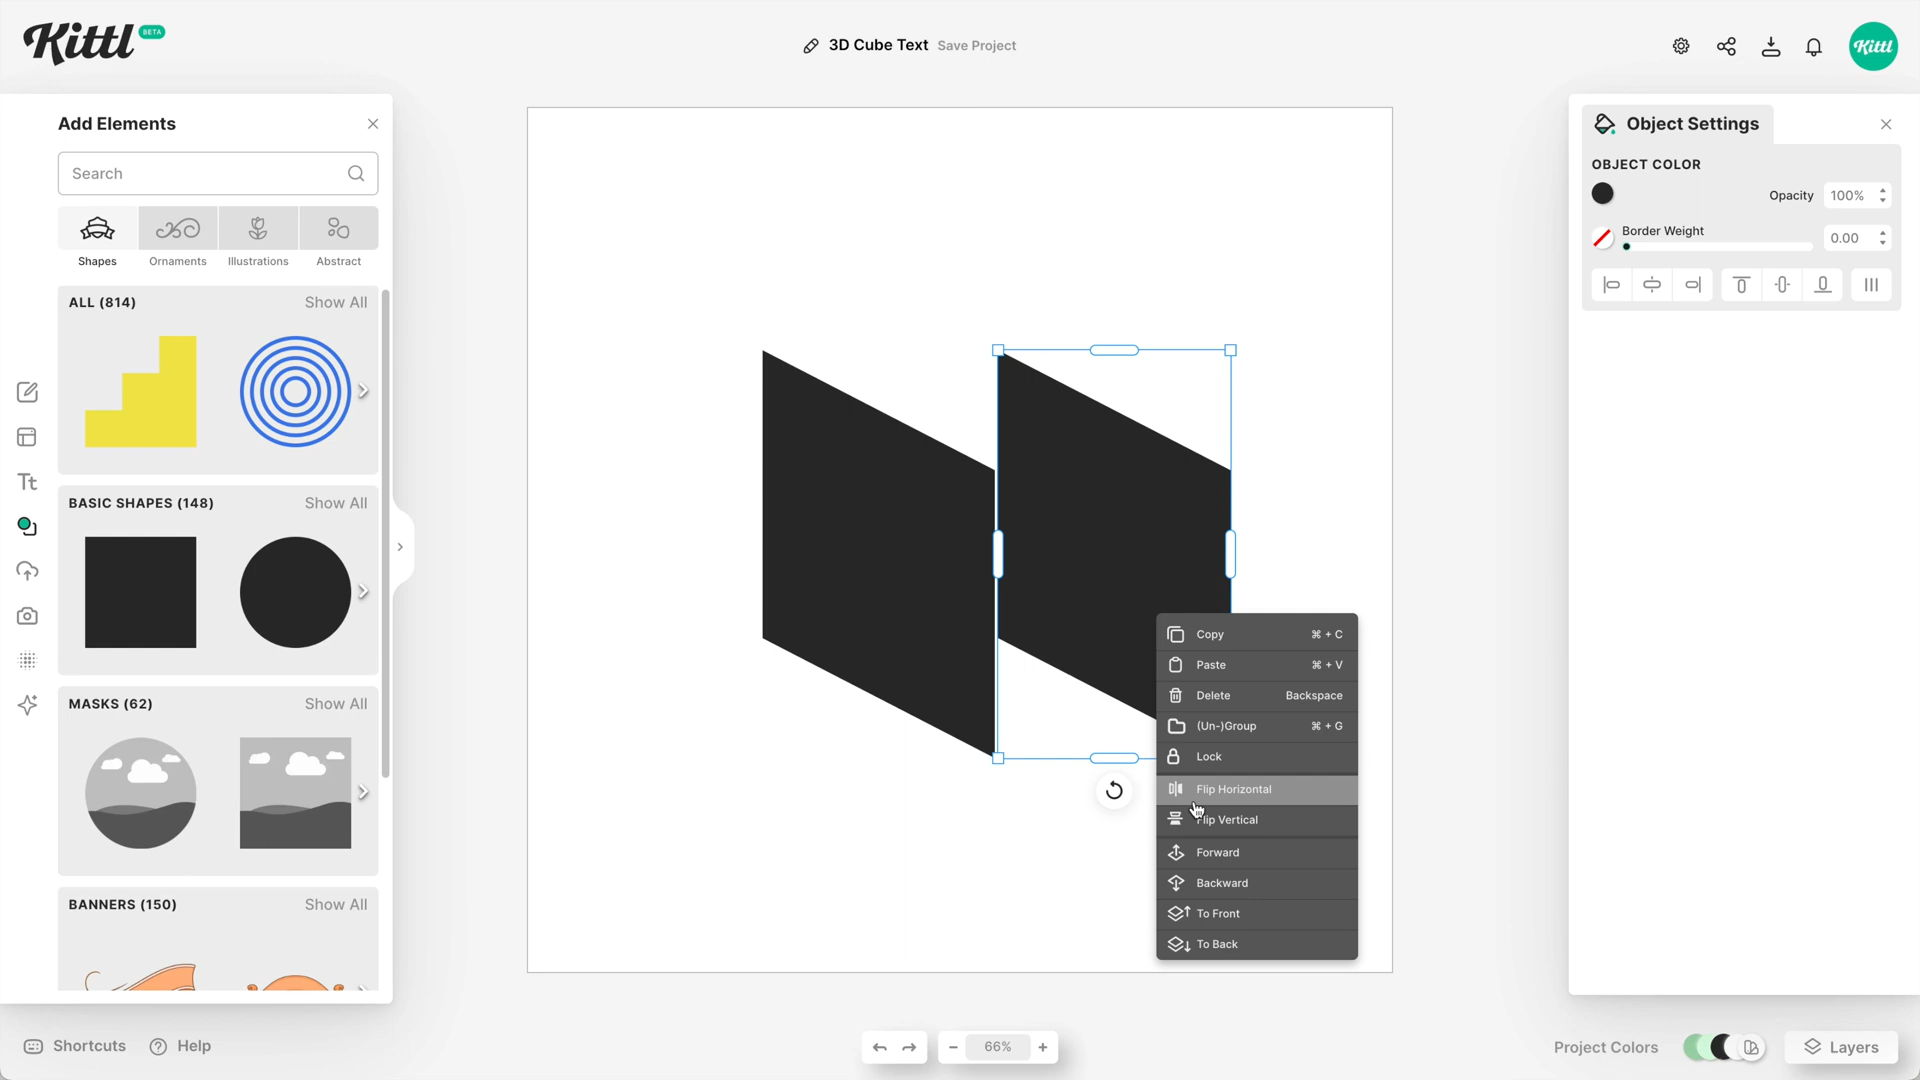 Kittl BETA
3D Cube Text Save Project
Kittl
Add Elements
Search
Shapes Ornaments Illustrations Abstract
ALL (814) Show All
BASIC SHAPES (148) Show All
MASKS (62) Show All
BANNERS (150) Show All
Tt
Copy ⌘ + C
Paste ⌘ + V
Delete Backspace
(Un-)Group ⌘ + G
Lock
Flip Horizontal
Flip Vertical
Forward
Backward
To Front
To Back
Object Settings
OBJECT COLOR
Opacity 100%
Border Weight 0.00
Shortcuts Help
66%
Project Colors
Layers